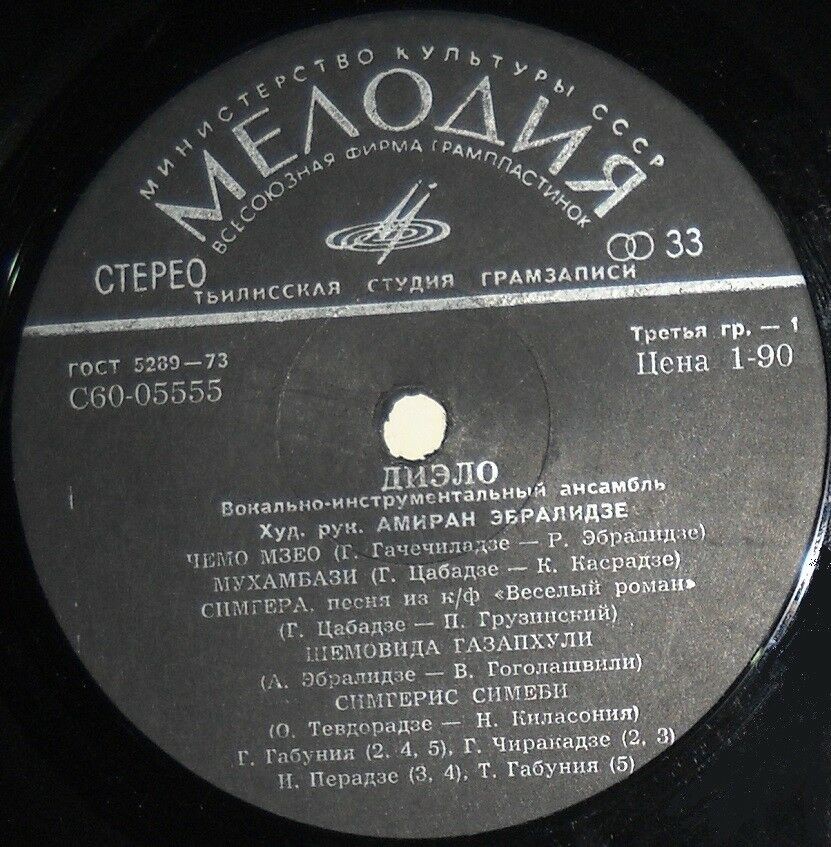 МИНИСТЕРСТВО КУЛЬТУРЫ СССР
МЕЛОДИЯ
ВСЕСОЮЗНАЯ ФИРМА ГРАМПЛАСТИНОК
СТЕРЕО
33
ТБИЛИССКАЯ СТУДИЯ ГРАМЗАПИСИ
ГОСТ 5289—73
Третья гр. — 1
С60-05555
Цена 1-90
ДИЭЛО
Вокально-инструментальный ансамбль
Худ. рук. АМИРАН ЭБРАЛИДЗЕ
ЧЕМО МЗЕО (Г. Гачечиладзе — Р. Эбралидзе)
МУХАМБАЗИ (Г. Цабадзе — К. Касрадзе)
СИМГЕРА, песня из к/ф «Веселый роман»
(Г. Цабадзе — П. Грузинский)
ШЕМОВИДА ГАЗАПХУЛИ
(А. Эбралидзе — В. Гоголашвили)
СИМГЕРИС СИМЕБИ
(О. Тевдорадзе — Н. Киласония)
Г. Габуния (2, 4, 5), Г. Чиракадзе (2, 3)
И. Перадзе (3, 4), Т. Габуния (5)